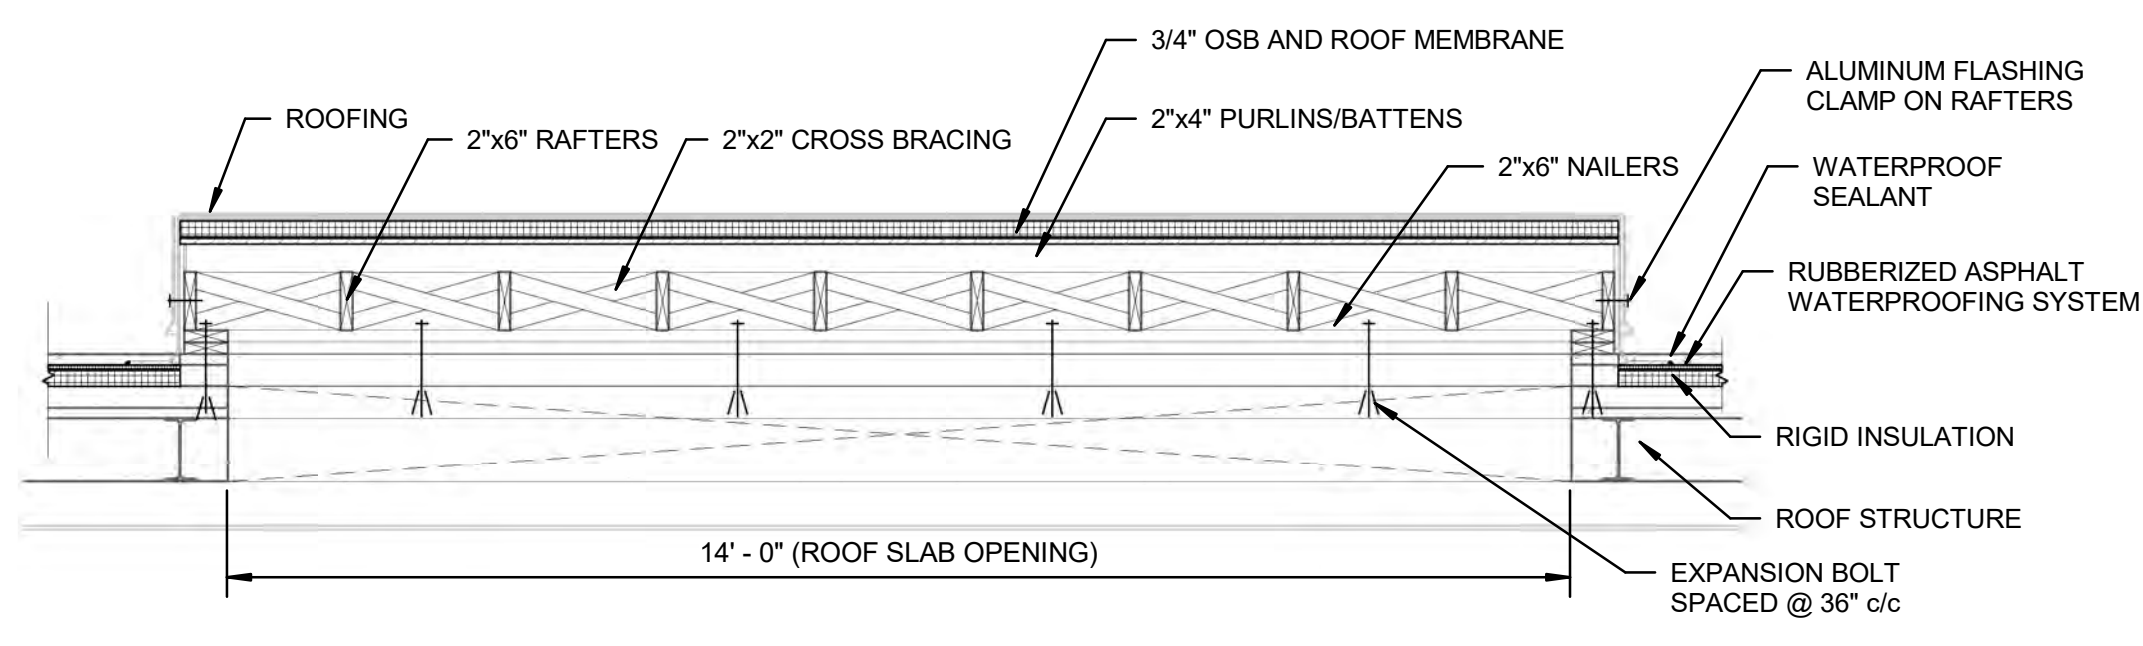 3/4" OSB AND ROOF MEMBRANE
ALUMINUM FLASHING
CLAMP ON RAFTERS
ROOFING
2"x6" RAFTERS
2"x2" CROSS BRACING
2"x4" PURLINS/BATTENS
2"x6" NAILERS
WATERPROOF
SEALANT
RUBBERIZED ASPHALT
WATERPROOFING SYSTEM
RIGID INSULATION
ROOF STRUCTURE
14' - 0" (ROOF SLAB OPENING)
EXPANSION BOLT
SPACED @ 36" c/c